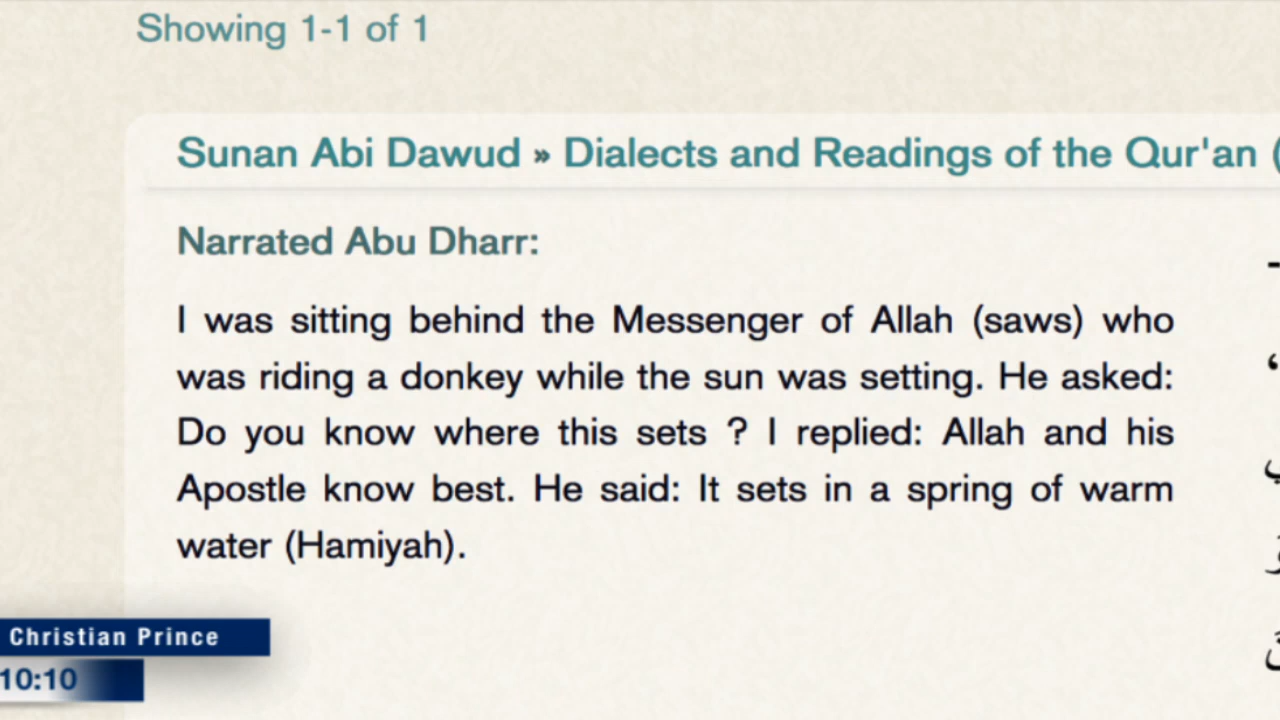 Showing 1-1 of 1
Sunan Abi Dawud » Dialects and Readings of the Qur'an (
Narrated Abu Dharr:
I was sitting behind the Messenger of Allah (saws) who
was riding a donkey while the sun was setting. He asked:
Do you know where this sets ? I replied: Allah and his
Apostle know best. He said: It sets in a spring of warm
water (Hamiyah).
Christian Prince
10:10